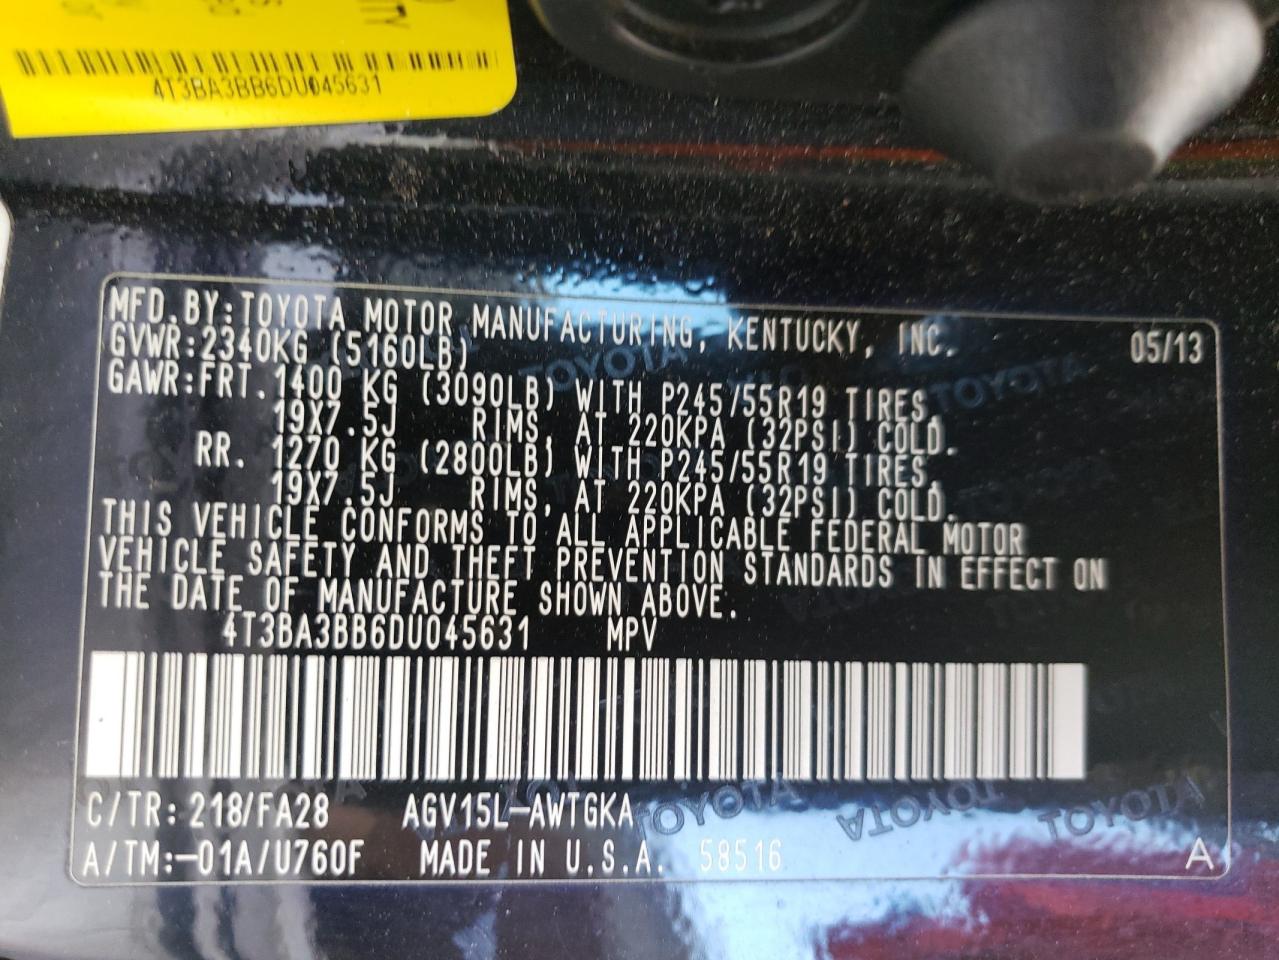 4T3BA3BB6DU045631
MFD.BY:TOYOTA MOTOR MANUFACTURING, KENTUCKY, INC. 05/13
GVWR:2340KG (5160LB)
GAWR:FRT.1400 KG (3090LB) WITH P245/55R19 TIRES,
19X7.5J RIMS, AT 220KPA (32PSI) COLD.
RR. 1270 KG (2800LB) WITH P245/55R19 TIRES,
19X7.5J RIMS, AT 220KPA (32PSI) COLD.
THIS VEHICLE CONFORMS TO ALL APPLICABLE FEDERAL MOTOR
VEHICLE SAFETY AND THEFT PREVENTION STANDARDS IN EFFECT ON
THE DATE OF MANUFACTURE SHOWN ABOVE.
4T3BA3BB6DU045631 MPV
C/TR:218/FA28 AGV15L-AWTGKA
A/TM:-01A/U760F MADE IN U.S.A. 58516 A